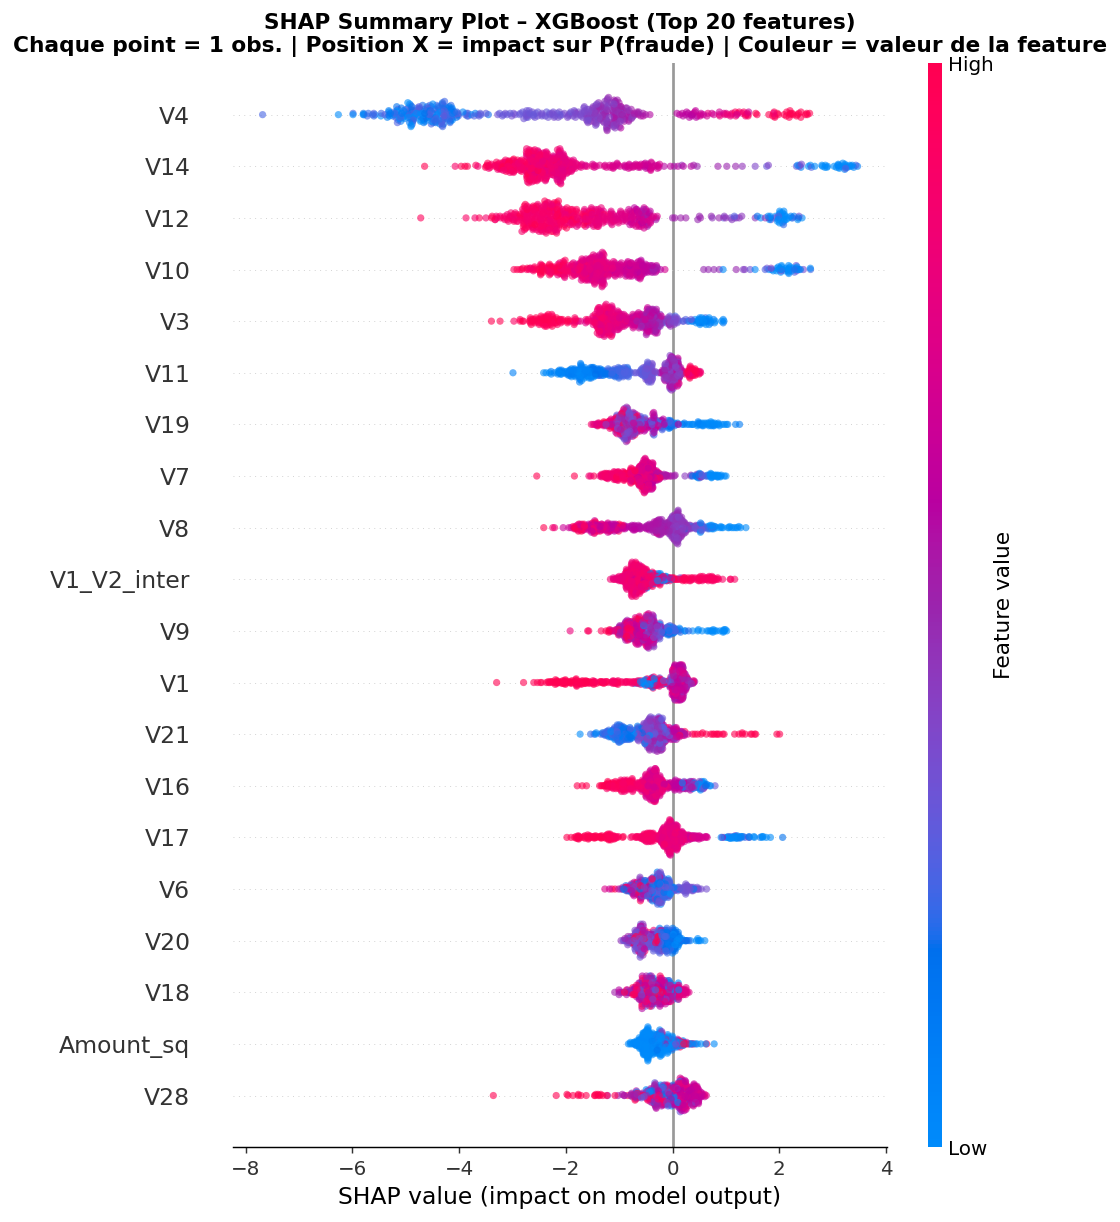 SHAP Summary Plot – XGBoost (Top 20 features)
Chaque point = 1 obs. | Position X = impact sur P(fraude) | Couleur = valeur de la feature
High
V4
V14
V12
V10
V3
V11
V19
V7
V8
V1_V2_inter
V9
V1
V21
V16
V17
V6
V20
V18
Amount_sq
V28
Feature value
Low
−8 −6 −4 −2 0 2 4
SHAP value (impact on model output)